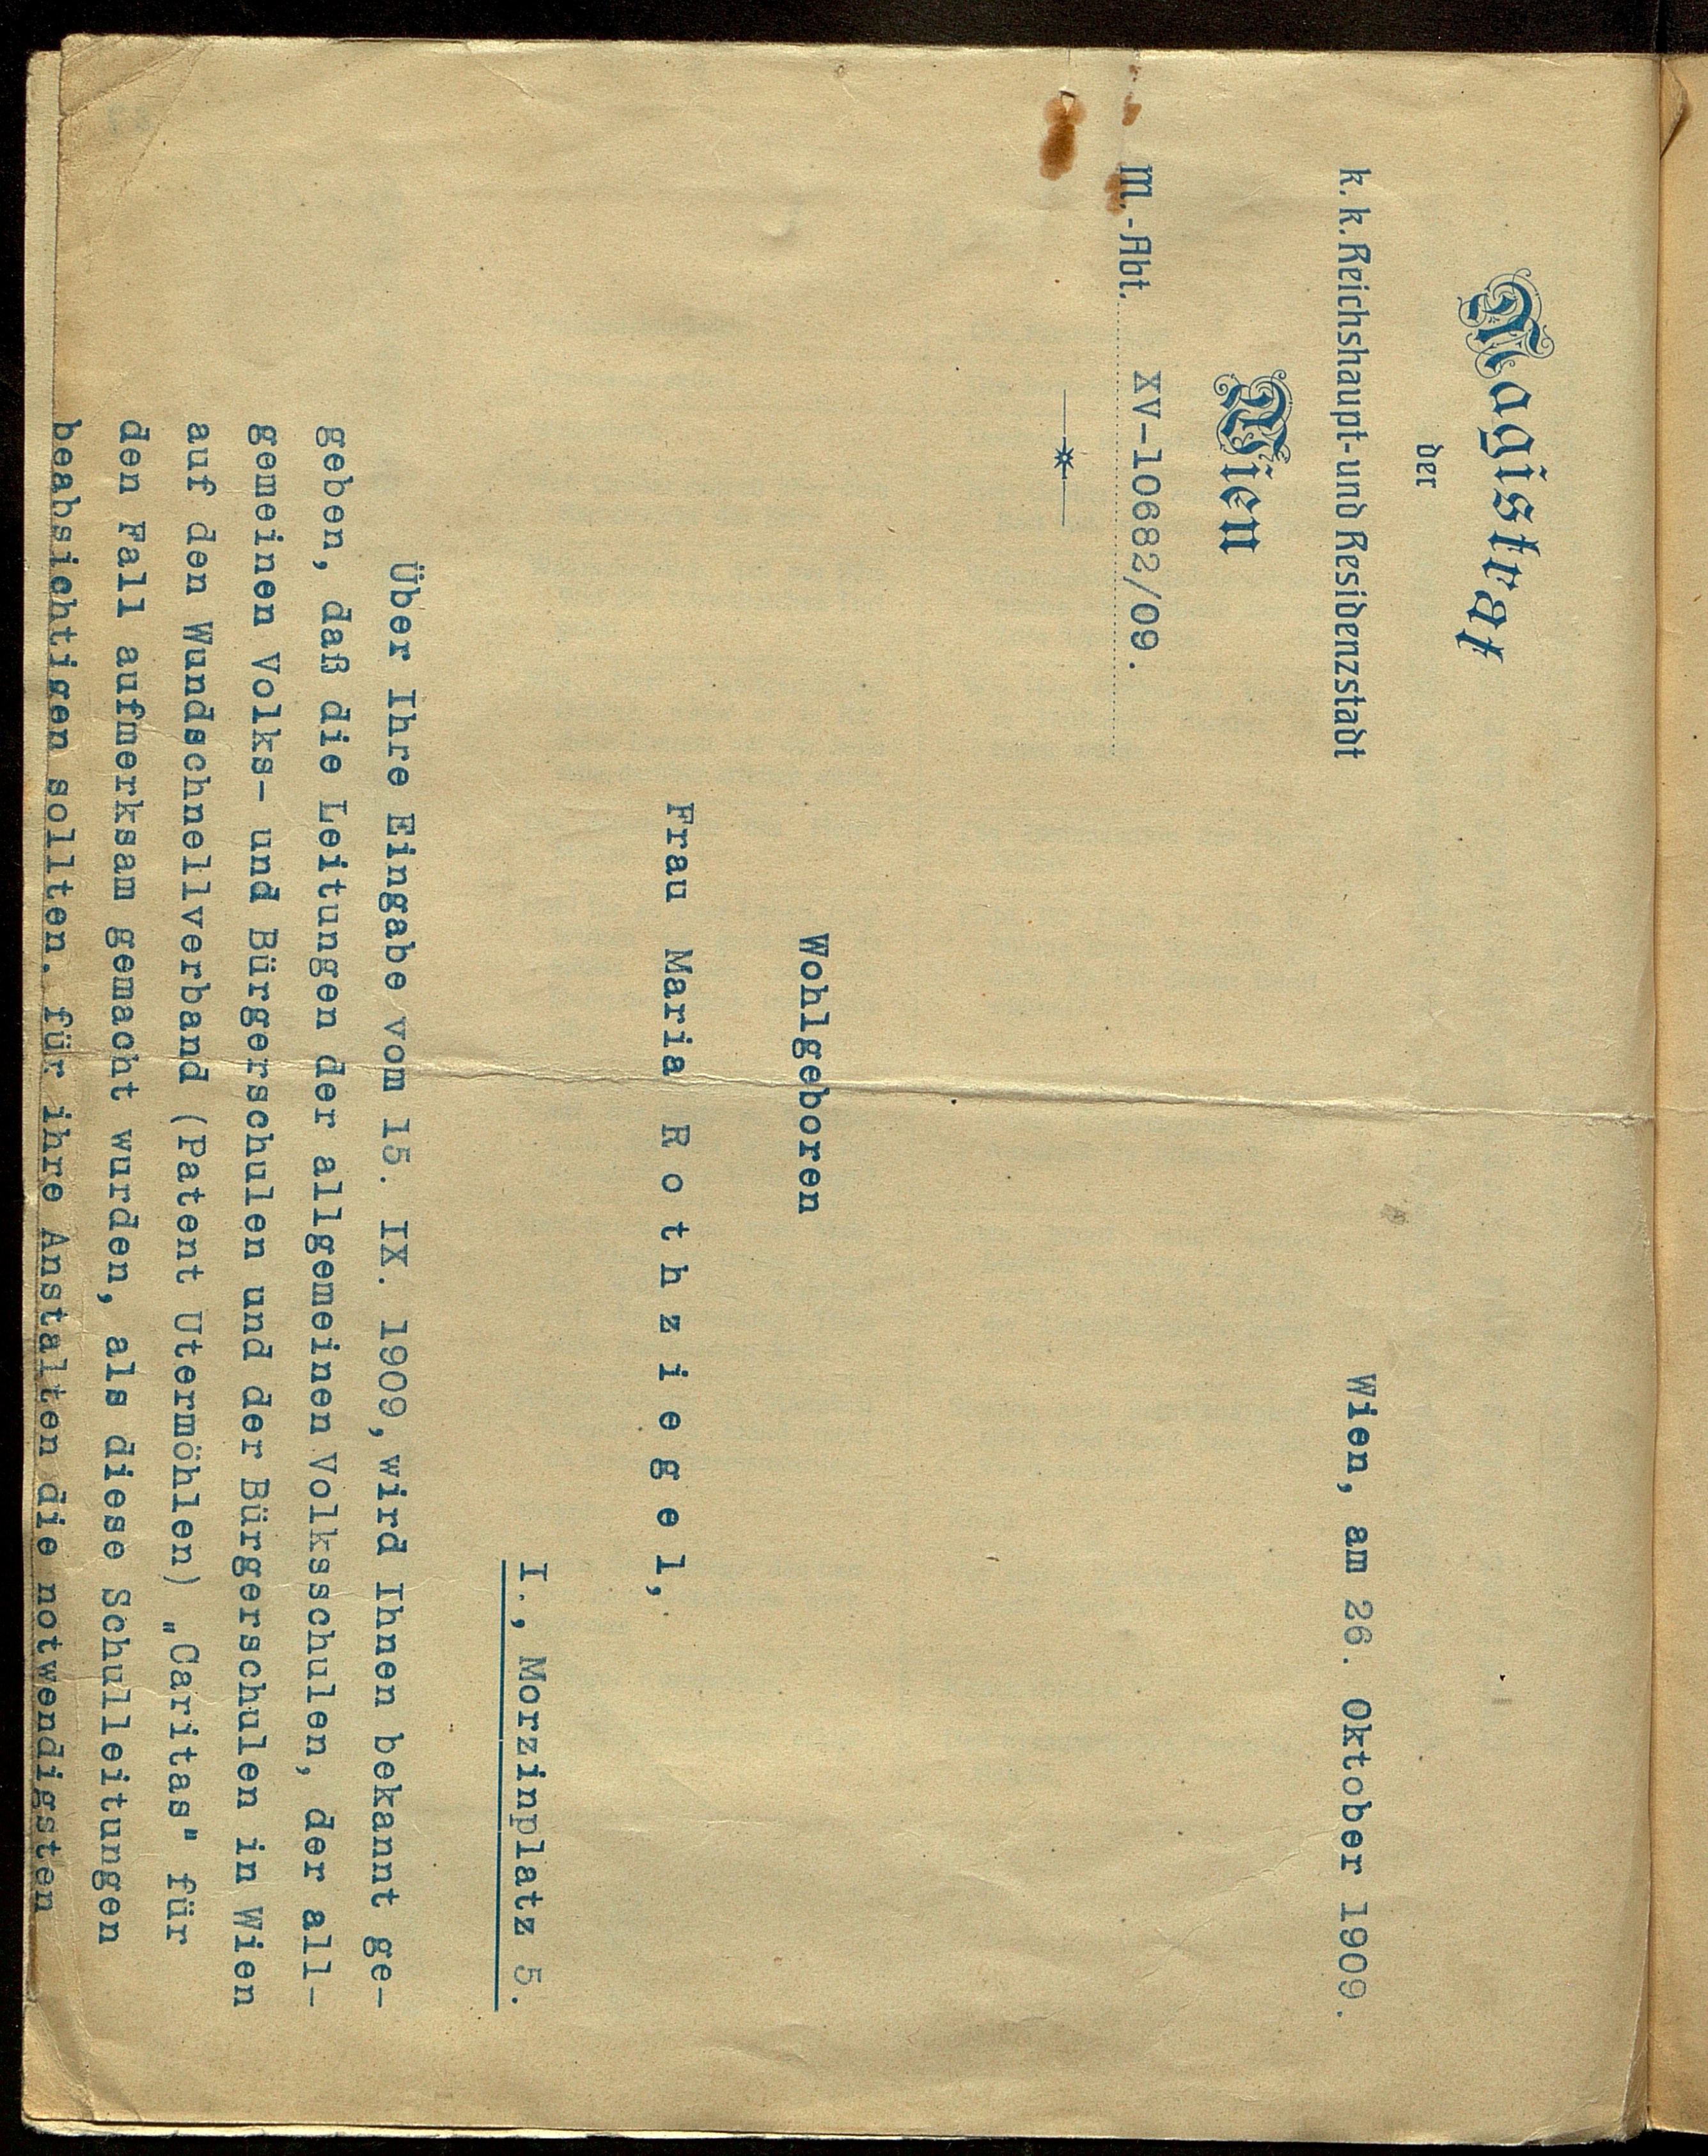 Magistrat
der
k. k. Reichshaupt- und Residenzstadt
Wien
M.-Abt. XV-10682/09.
Wien, am 26. Oktober 1909.
Wohlgeboren
Frau Maria Rothziegel,
I., Morzinplatz 5.
Über Ihre Eingabe vom 15. IX. 1909, wird Ihnen bekannt ge-
geben, daß die Leitungen der allgemeinen Volksschulen, der all-
gemeinen Volks- und Bürgerschulen und der Bürgerschulen in Wien
auf den Wundschnellverband (Patent Utermöhlen) „Caritas" für
den Fall aufmerksam gemacht wurden, als diese Schulleitungen
beabsichtigen sollten, für ihre Anstalten die notwendigsten